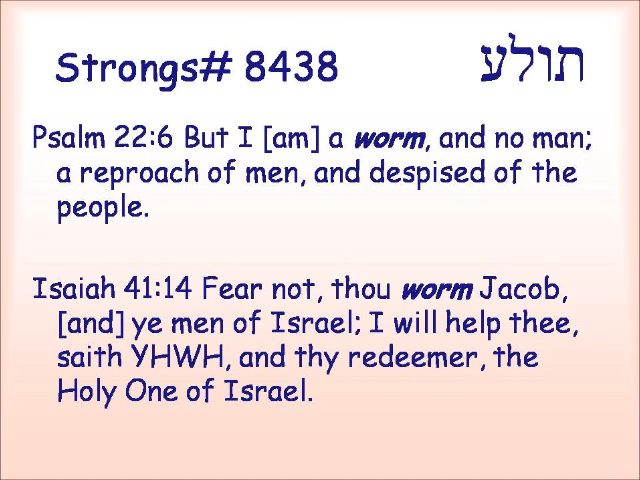 Strongs# 8438 תולע
Psalm 22:6 But I [am] a worm, and no man;
a reproach of men, and despised of the
people.
Isaiah 41:14 Fear not, thou worm Jacob,
[and] ye men of Israel; I will help thee,
saith YHWH, and thy redeemer, the
Holy One of Israel.